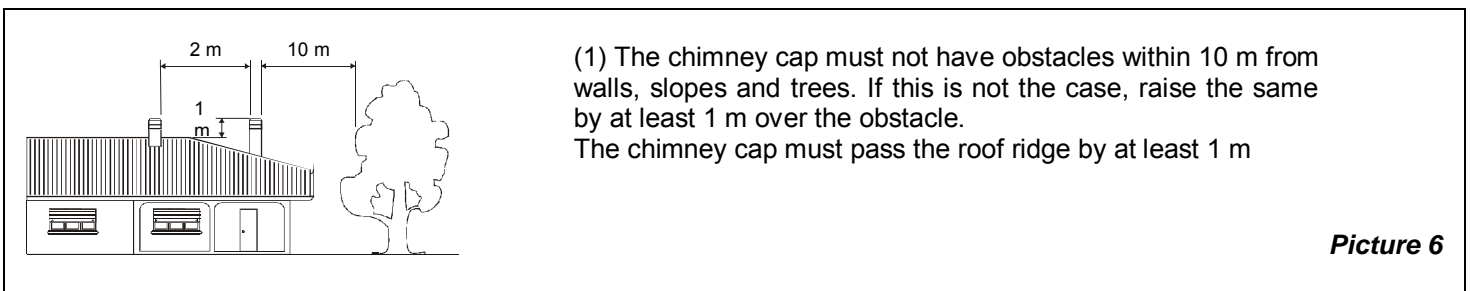 2 m
10 m
1
m
(1) The chimney cap must not have obstacles within 10 m from
walls, slopes and trees. If this is not the case, raise the same
by at least 1 m over the obstacle.
The chimney cap must pass the roof ridge by at least 1 m
Picture 6